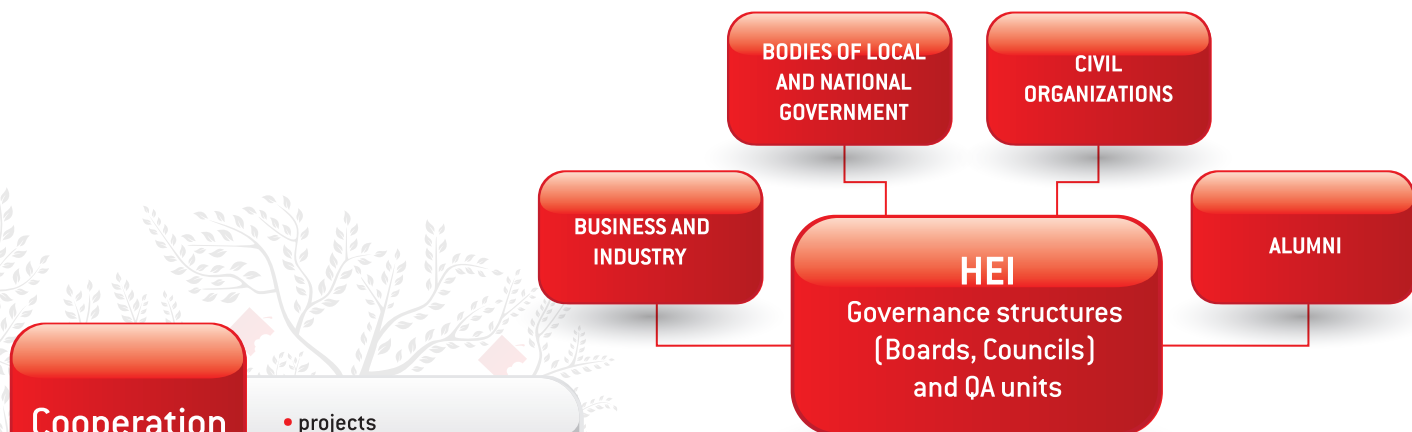 BODIES OF LOCAL
AND NATIONAL
GOVERNMENT
CIVIL
ORGANIZATIONS
BUSINESS AND
INDUSTRY
ALUMNI
HEI
Governance structures
(Boards, Councils)
and QA units
Cooperation
• projects